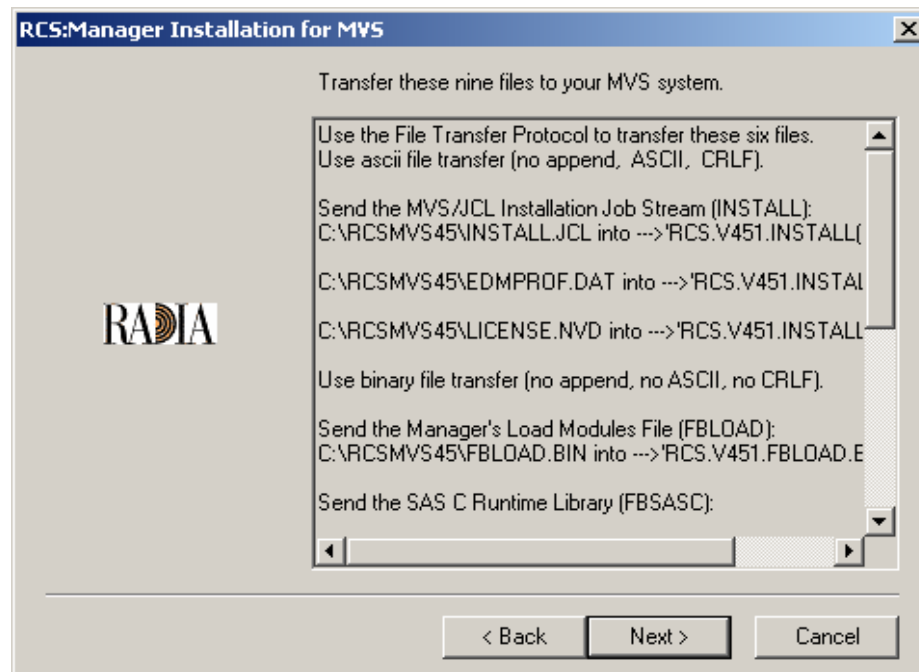 RCS:Manager Installation for MVS
Transfer these nine files to your MVS system.
Use the File Transfer Protocol to transfer these six files.
Use ascii file transfer (no append, ASCII, CRLF).
Send the MVS/JCL Installation Job Stream (INSTALL):
C:\RCSMVS45\INSTALL.JCL into --->'RCS.V451.INSTALL(
C:\RCSMVS45\EDMPROF.DAT into --->'RCS.V451.INSTAL
C:\RCSMVS45\LICENSE.NVD into --->'RCS.V451.INSTALL
Use binary file transfer (no append, no ASCII, no CRLF).
Send the Manager's Load Modules File (FBLOAD):
C:\RCSMVS45\FBLOAD.BIN into --->'RCS.V451.FBLOAD.E
Send the SAS C Runtime Library (FBSASC):
RADIA
< Back
Next >
Cancel